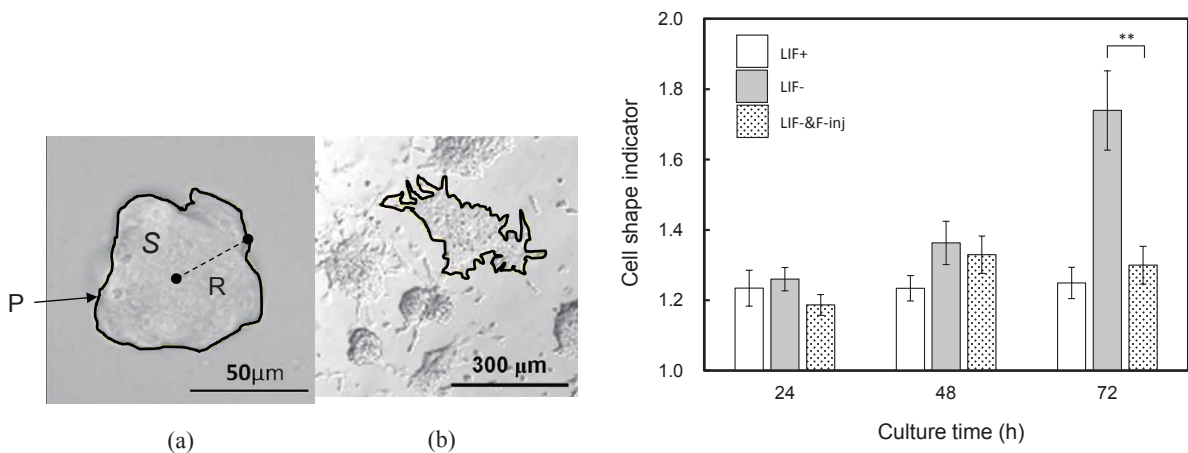 S
R
P
50μm
300 μm
(a)
(b)
Cell shape indicator
2.0
1.8
1.6
1.4
1.2
1.0
LIF+
LIF-
LIF-&F-inj
**
24
48
72
Culture time (h)